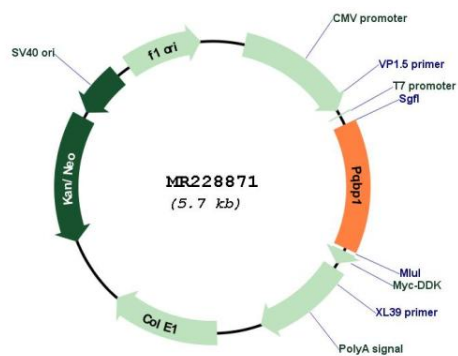 CMV promoter
f1 ori
SV40 ori
VP1.5 primer
T7 promoter
SgfI
Kan/ Neo
MR228871
(5.7 kb)
Pqbp1
MluI
Myc-DDK
XL39 primer
Col E1
PolyA signal